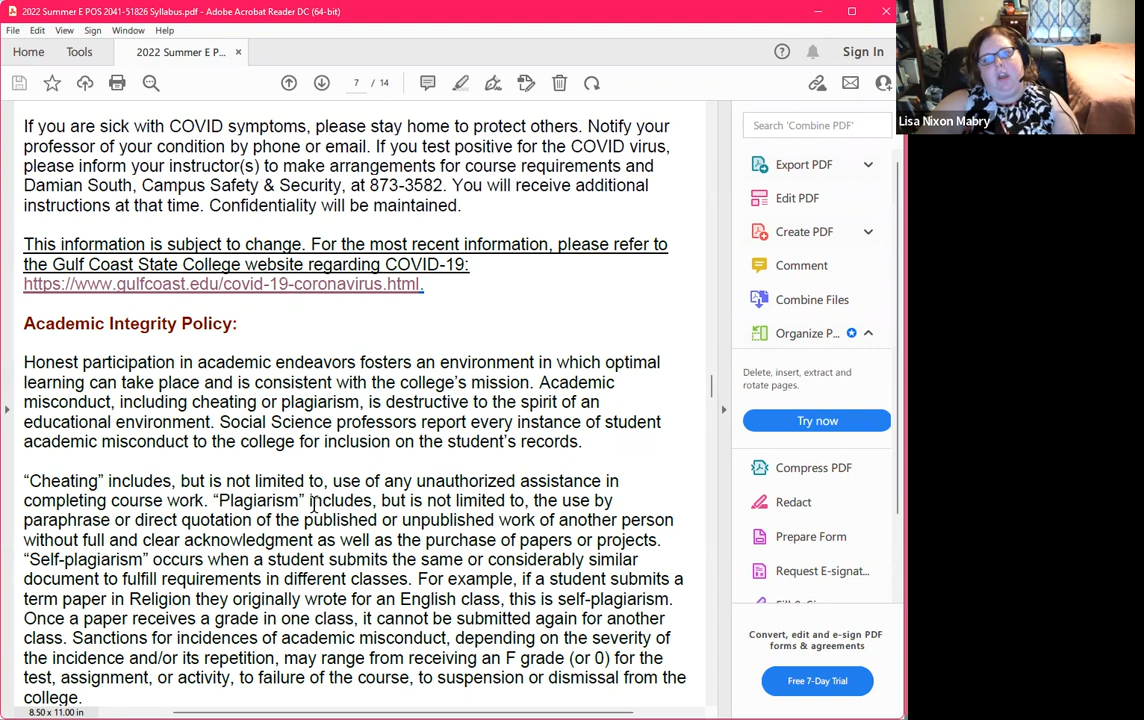 2022 Summer E POS 2041-51826 Syllabus.pdf - Adobe Acrobat Reader DC (64-bit)
File Edit View Sign Window Help
Home Tools 2022 Summer E P... × Sign In
7 / 14
If you are sick with COVID symptoms, please stay home to protect others. Notify your
professor of your condition by phone or email. If you test positive for the COVID virus,
please inform your instructor(s) to make arrangements for course requirements and
Damian South, Campus Safety & Security, at 873-3582. You will receive additional
instructions at that time. Confidentiality will be maintained.
This information is subject to change. For the most recent information, please refer to
the Gulf Coast State College website regarding COVID-19:
https://www.gulfcoast.edu/covid-19-coronavirus.html.
Academic Integrity Policy:
Honest participation in academic endeavors fosters an environment in which optimal
learning can take place and is consistent with the college's mission. Academic
misconduct, including cheating or plagiarism, is destructive to the spirit of an
educational environment. Social Science professors report every instance of student
academic misconduct to the college for inclusion on the student's records.
“Cheating” includes, but is not limited to, use of any unauthorized assistance in
completing course work. “Plagiarism” includes, but is not limited to, the use by
paraphrase or direct quotation of the published or unpublished work of another person
without full and clear acknowledgment as well as the purchase of papers or projects.
“Self-plagiarism” occurs when a student submits the same or considerably similar
document to fulfill requirements in different classes. For example, if a student submits a
term paper in Religion they originally wrote for an English class, this is self-plagiarism.
Once a paper receives a grade in one class, it cannot be submitted again for another
class. Sanctions for incidences of academic misconduct, depending on the severity of
the incidence and/or its repetition, may range from receiving an F grade (or 0) for the
test, assignment, or activity, to failure of the course, to suspension or dismissal from the
college.
8.50 x 11.00 in
Search 'Combine PDF'
Export PDF
Edit PDF
Create PDF
Comment
Combine Files
Organize P...
Delete, insert, extract and
rotate pages.
Try now
Compress PDF
Redact
Prepare Form
Request E-signat...
Convert, edit and e-sign PDF
forms & agreements
Free 7-Day Trial
Lisa Nixon Mabry